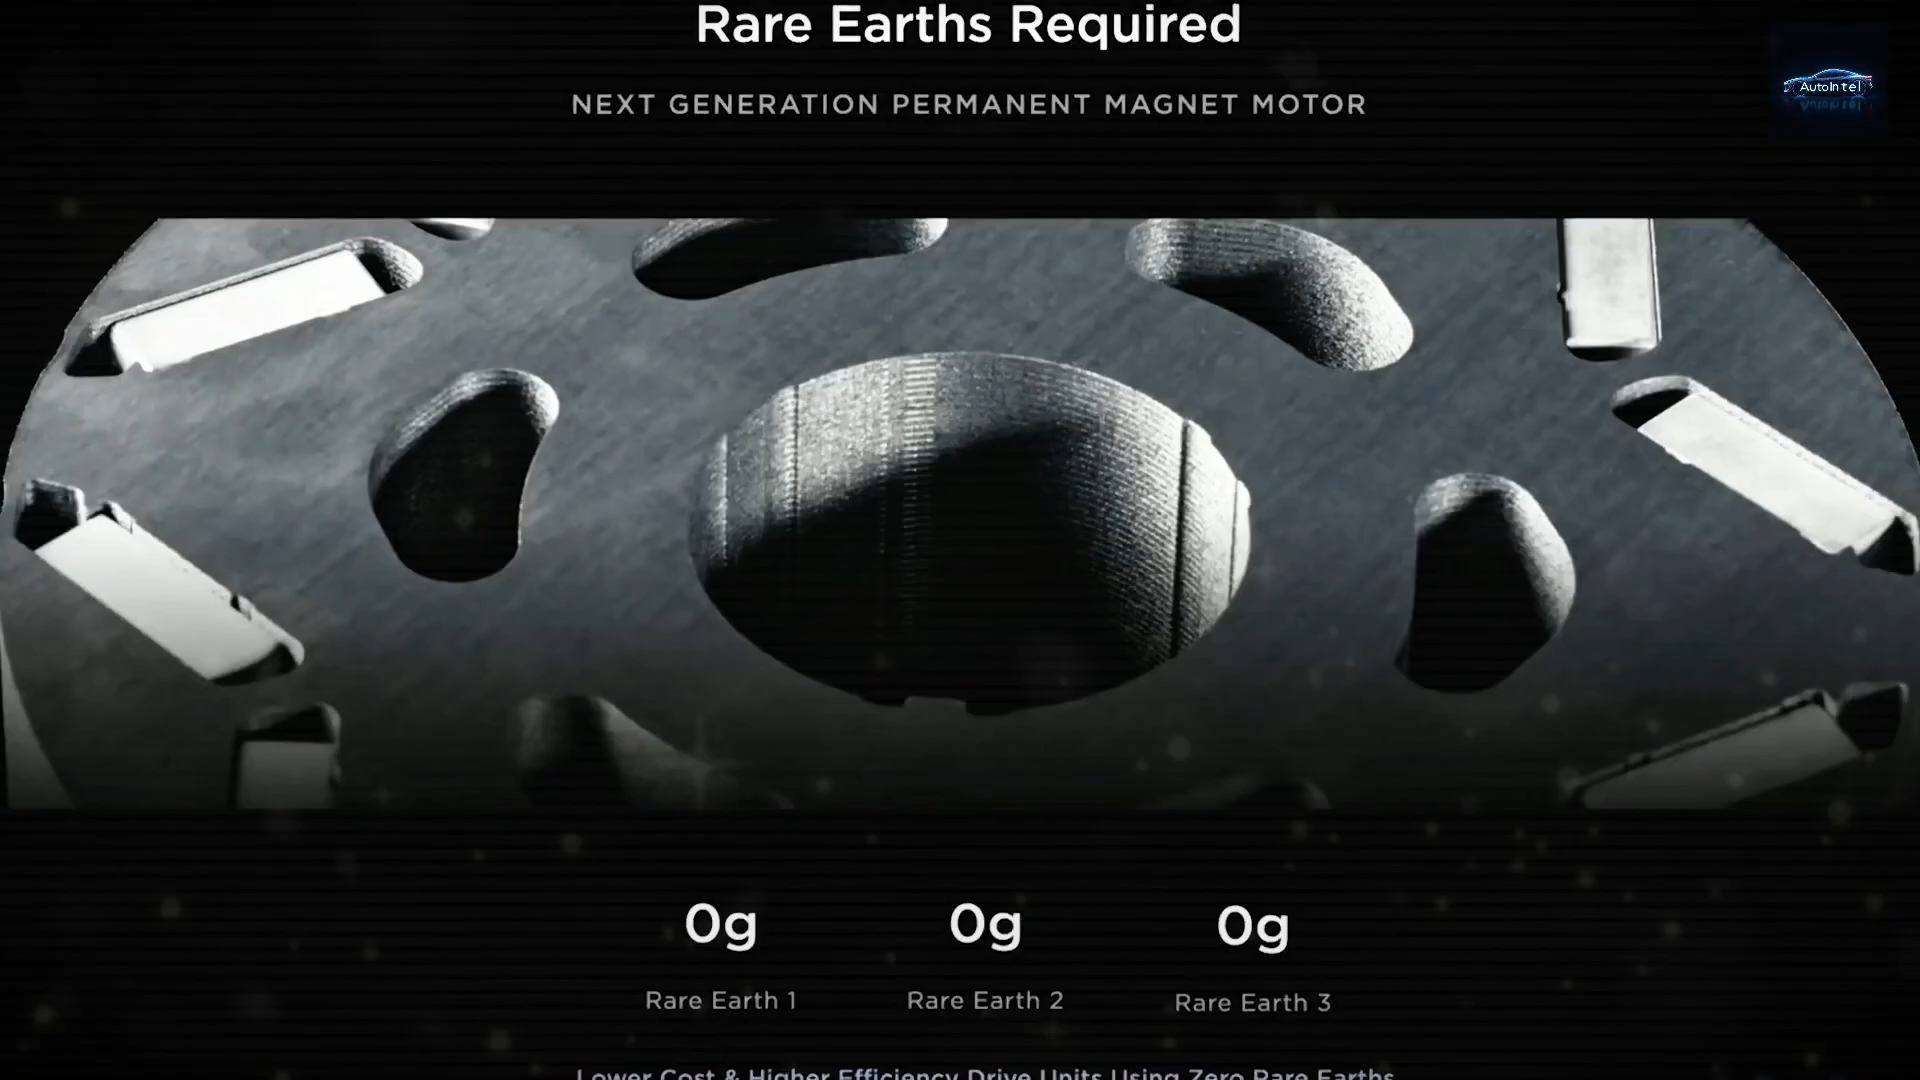 Rare Earths Required
NEXT GENERATION PERMANENT MAGNET MOTOR
AutoIntel
0g 0g 0g
Rare Earth 1 Rare Earth 2 Rare Earth 3
Lower Cost & Higher Efficiency Drive Units Using Zero Rare Earths